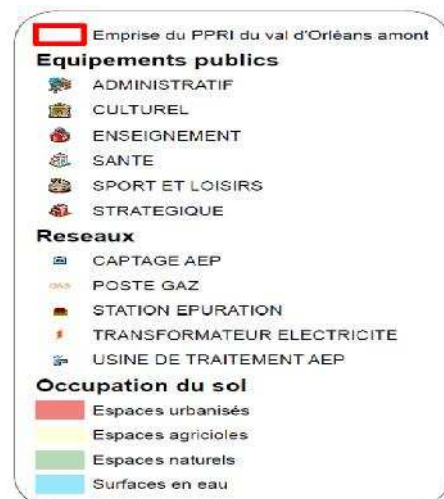 Emprise du PPRI du val d'Orléans amont
Equipements publics
ADMINISTRATIF
CULTUREL
ENSEIGNEMENT
SANTE
SPORT ET LOISIRS
STRATEGIQUE
Reseaux
CAPTAGE AEP
GAS POSTE GAZ
STATION EPURATION
TRANSFORMATEUR ELECTRICITE
USINE DE TRAITEMENT AEP
Occupation du sol
Espaces urbanisés
Espaces agricioles
Espaces naturels
Surfaces en eau